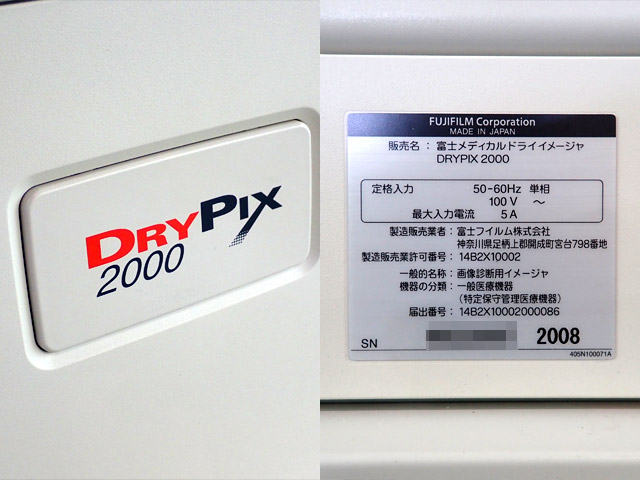 DRYPIX
2000
FUJIFILM Corporation
MADE IN JAPAN
販売名： 富士メディカルドライイメージャ
DRYPIX 2000
定格入力 50-60Hz 単相
100 V ～
最大入力電流 5 A
製造販売業者： 富士フイルム株式会社
神奈川県足柄上郡開成町宮台798番地
製造販売業許可番号： 14B2X10002
一般的名称： 画像診断用イメージャ
機器の分類： 一般医療機器
（特定保守管理医療機器）
届出番号： 14B2X10002000086
SN 2008
405N100071A